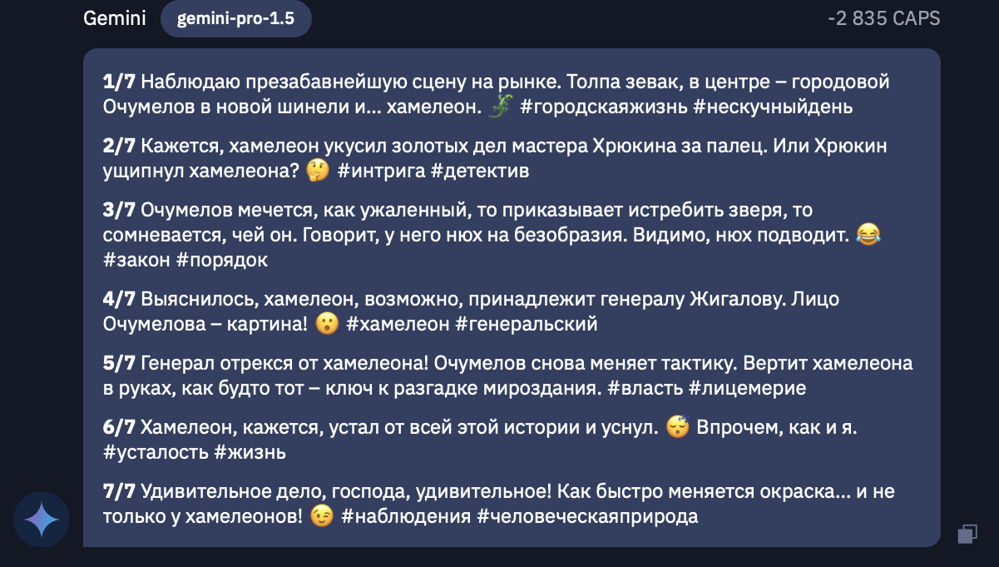 Gemini gemini-pro-1.5 -2 835 CAPS
1/7 Наблюдаю презабавнейшую сцену на рынке. Толпа зевак, в центре – городовой
Очумелов в новой шинели и... хамелеон. 🦎 #городскаяжизнь #нескучныйдень
2/7 Кажется, хамелеон укусил золотых дел мастера Хрюкина за палец. Или Хрюкин
ущипнул хамелеона? 🤔 #интрига #детектив
3/7 Очумелов мечется, как ужаленный, то приказывает истребить зверя, то
сомневается, чей он. Говорит, у него нюх на безобразия. Видимо, нюх подводит. 😂
#закон #порядок
4/7 Выяснилось, хамелеон, возможно, принадлежит генералу Жигалову. Лицо
Очумелова – картина! 😮 #хамелеон #генеральский
5/7 Генерал отрекся от хамелеона! Очумелов снова меняет тактику. Вертит хамелеона
в руках, как будто тот – ключ к разгадке мироздания. #власть #лицемерие
6/7 Хамелеон, кажется, устал от всей этой истории и уснул. 😴 Впрочем, как и я.
#усталость #жизнь
7/7 Удивительное дело, господа, удивительное! Как быстро меняется окраска... и не
только у хамелеонов! 😉 #наблюдения #человеческаяприрода